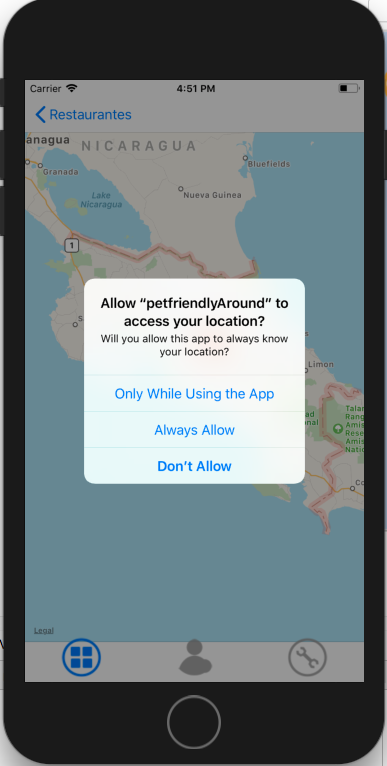 Carrier 4:51 PM
Restaurantes
anagua
NICARAGUA
Bluefields
Granada
Lake
Nicaragua
Nueva Guinea
1
Allow “petfriendlyAround” to
access your location?
Will you allow this app to always know
your location?
Only While Using the App
Always Allow
Don’t Allow
Limon
Legal